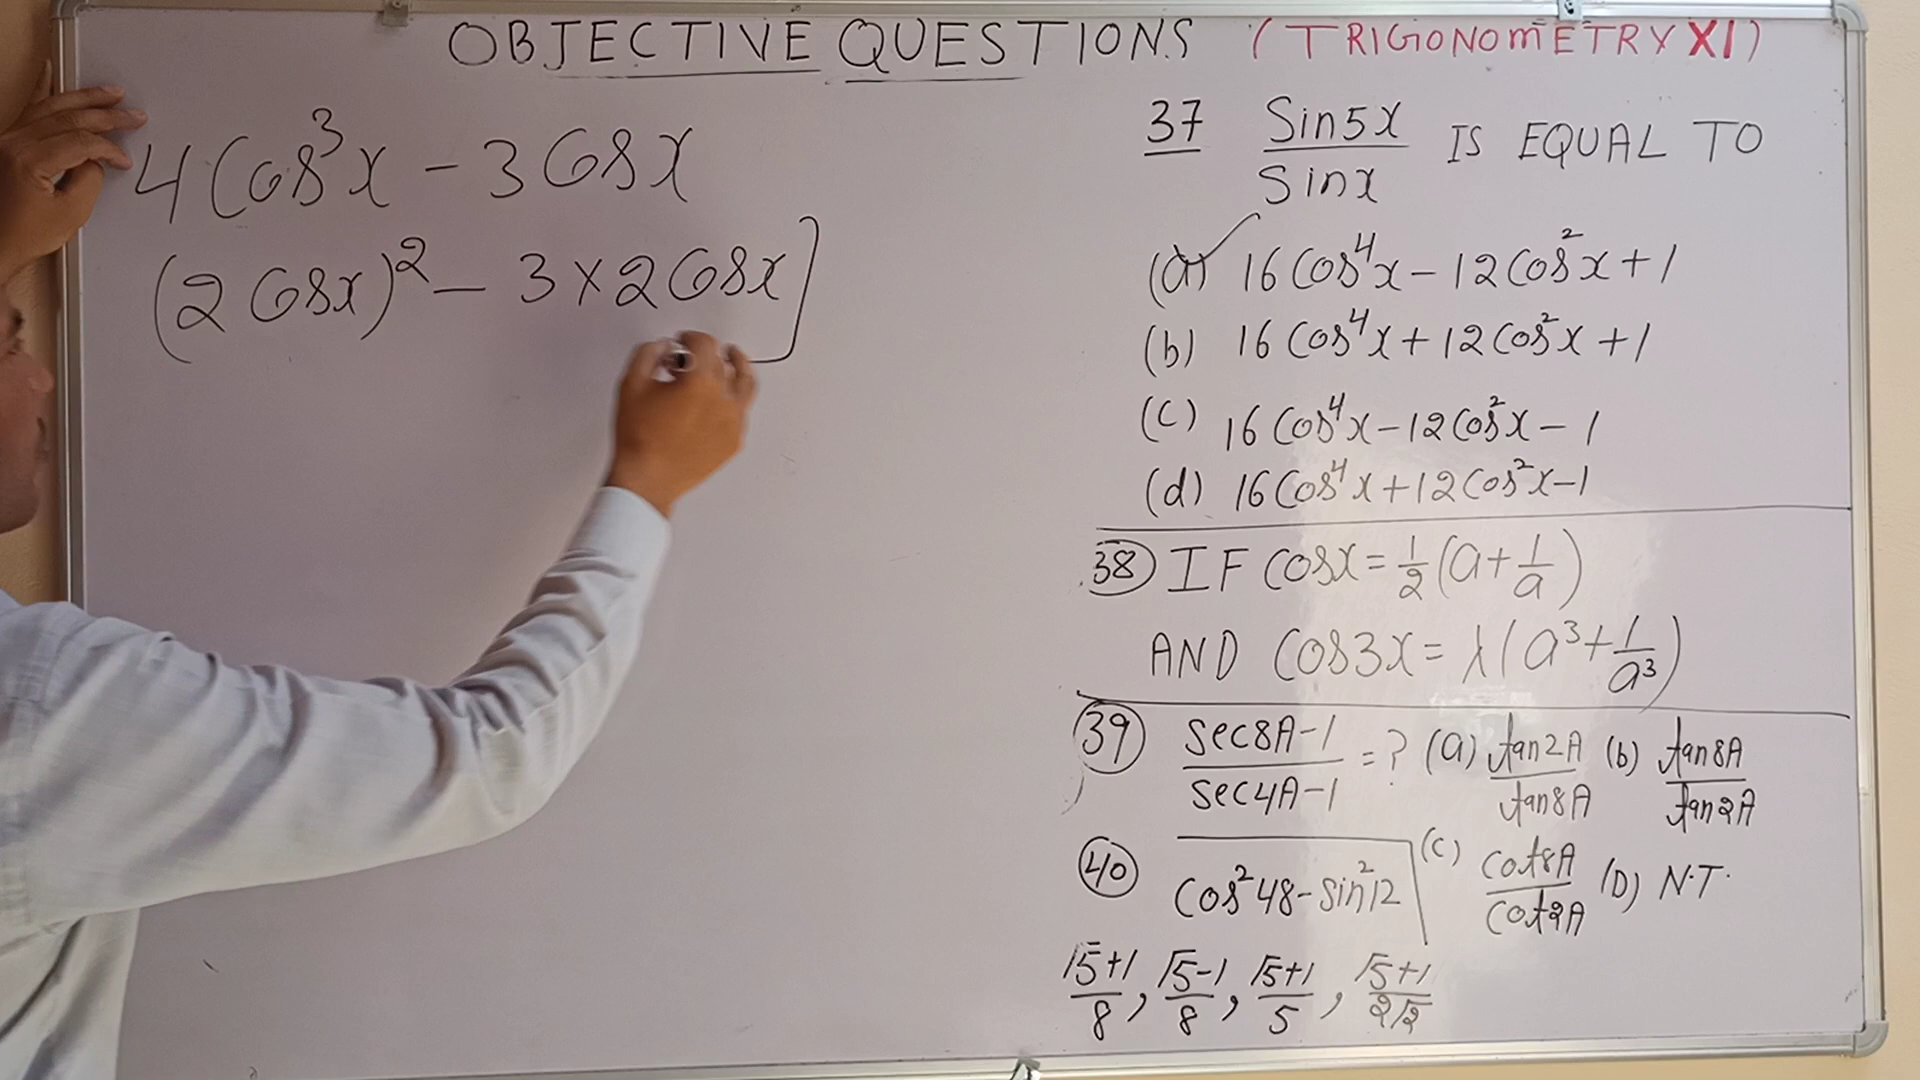 OBJECTIVE QUESTIONS (TRIGONOMETRY XI)
4Cos³x - 3Cosx
(2Cosx)² - 3×2Cosx]
37 Sin5x/Sinx IS EQUAL TO
(a) 16Cos⁴x - 12Cos²x + 1
(b) 16Cos⁴x + 12Cos²x + 1
(C) 16Cos⁴x - 12Cos²x - 1
(d) 16Cos⁴x + 12Cos²x - 1
38 IF Cosx = 1/2 (a + 1/a)
AND Cos3x = λ(a³ + 1/a³)
39 sec8A-1/sec4A-1 = ? (a) tan2A/tan8A (b) tan8A/tan2A
(C) cot8A/cot2A (D) N.T.
40 Cos²48 - sin²12
√5+1/8, √5-1/8, √5+1/5, √5+1/2√2